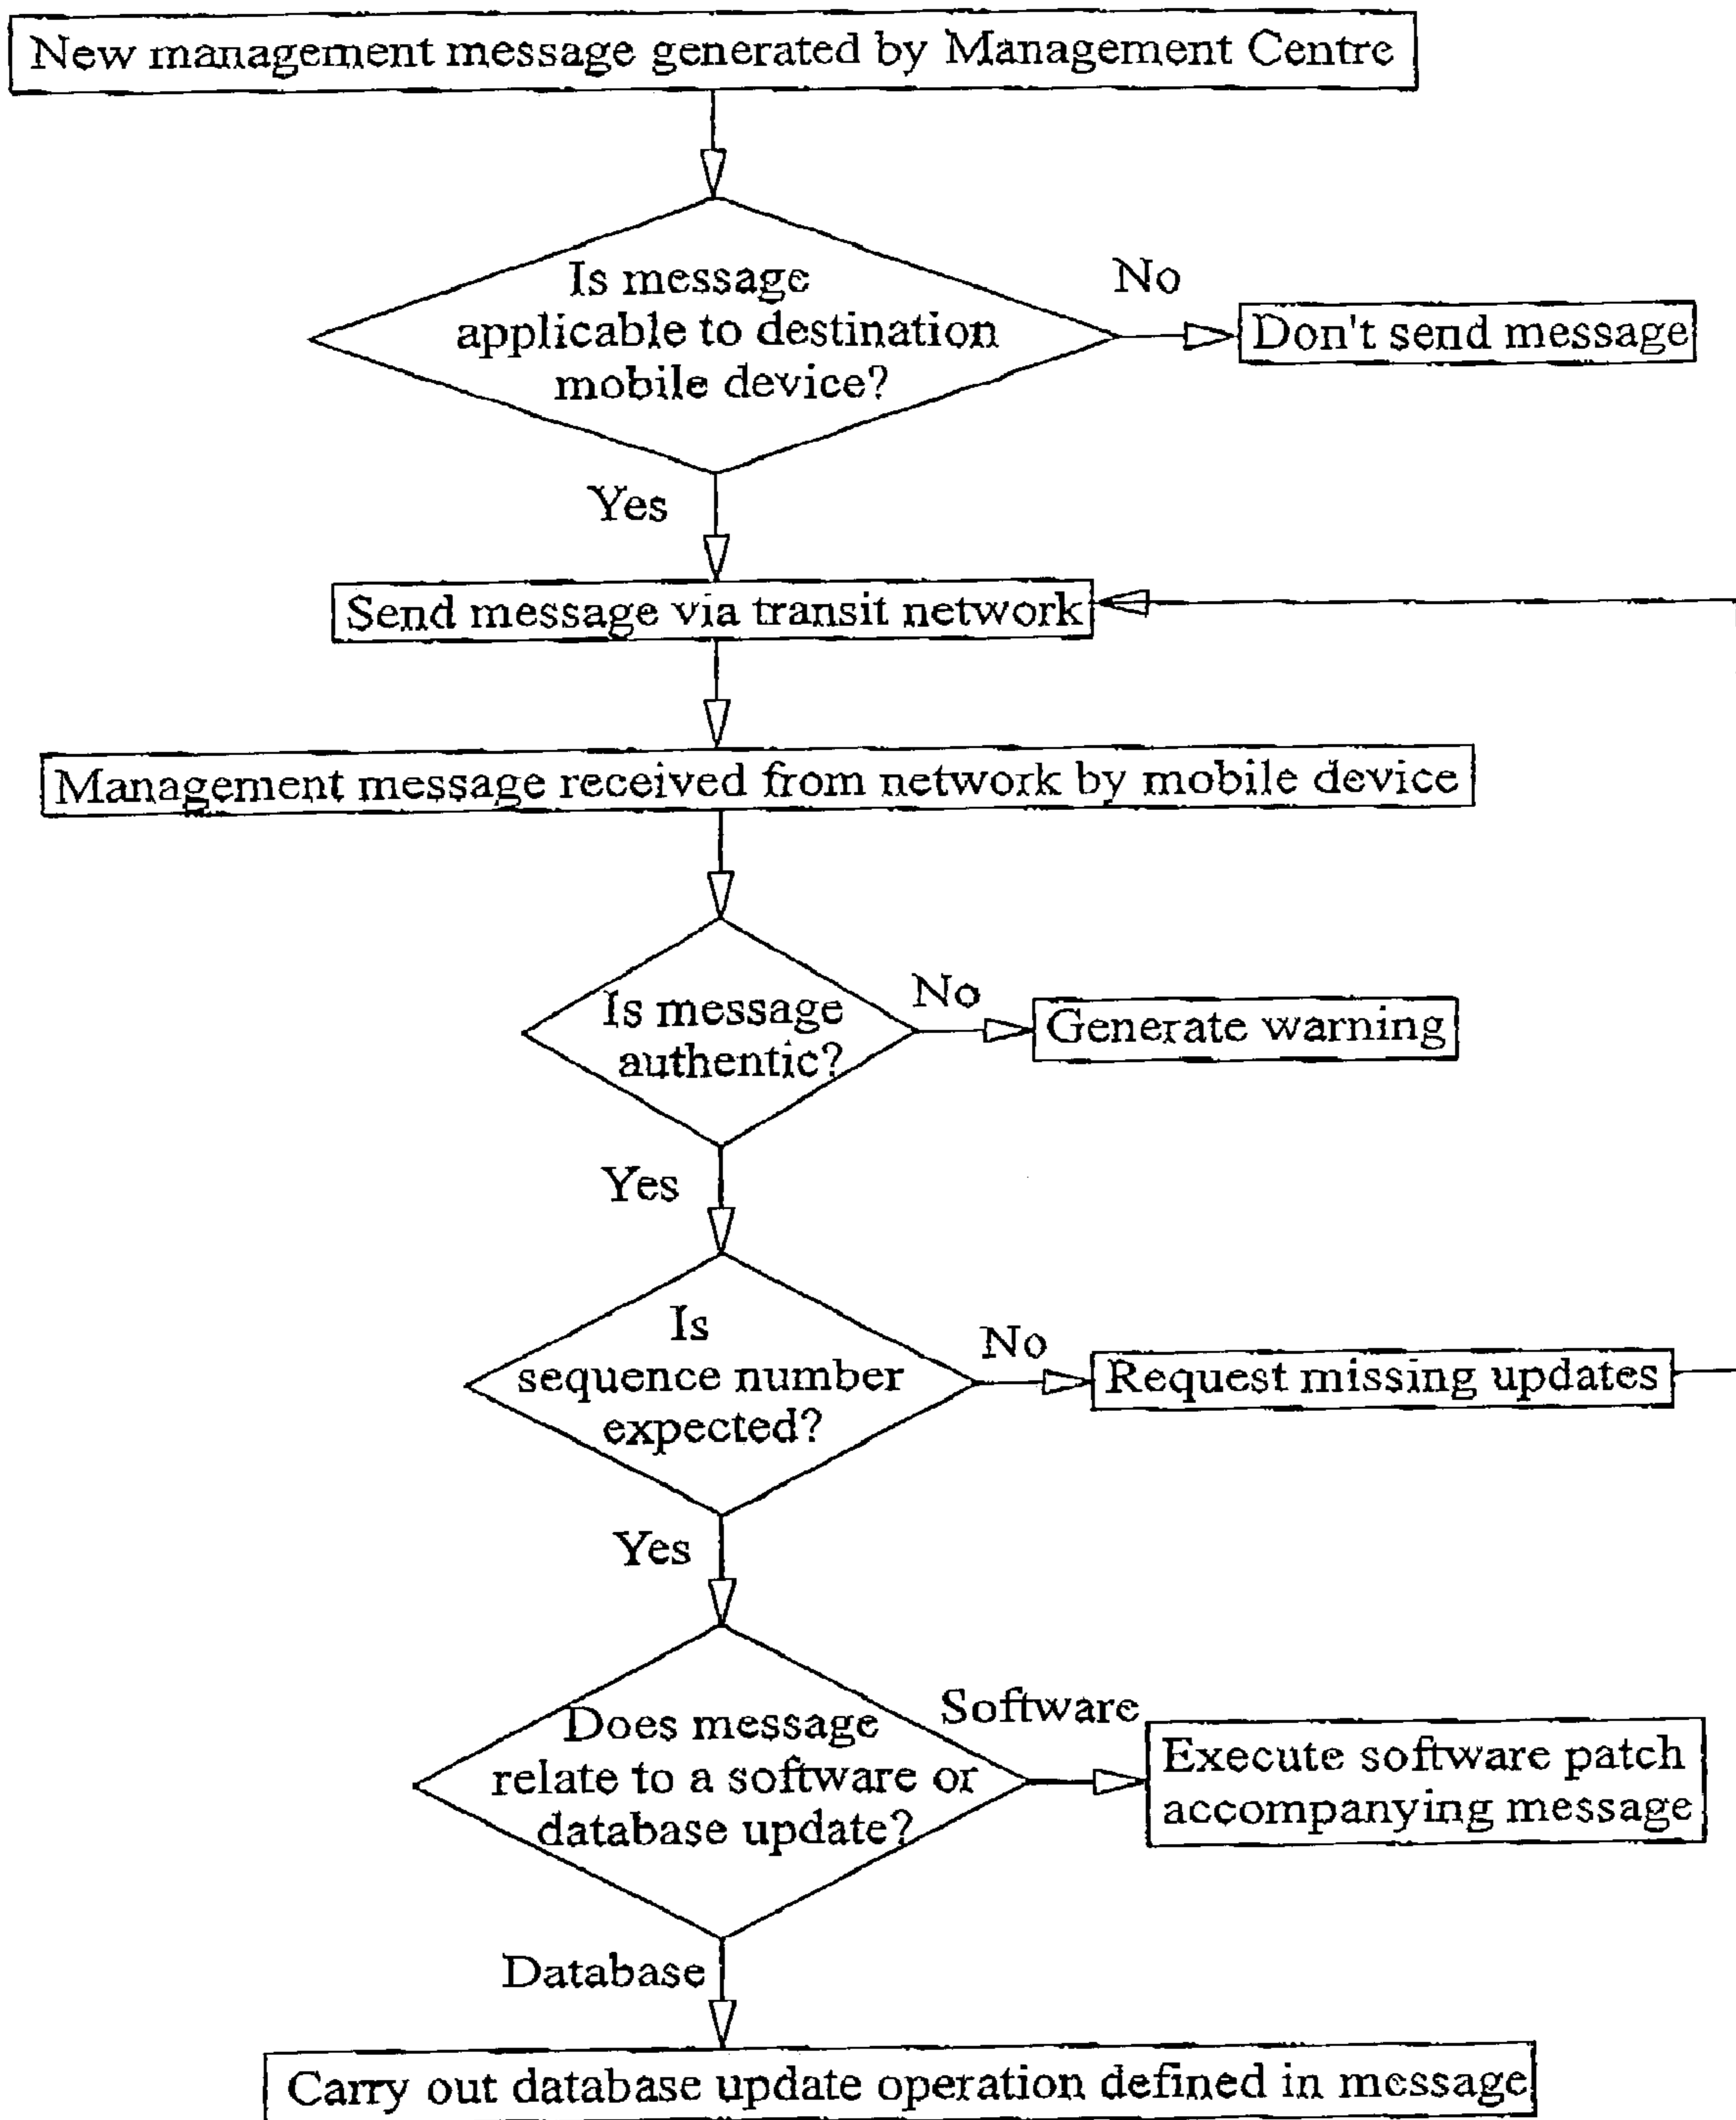 New management message generated by Management Centre
Is message
applicable to destination
mobile device?
No
Don't send message
Yes
Send message via transit network
Management message received from network by mobile device
Is message
authentic?
No
Generate warning
Yes
Is
sequence number
expected?
No
Request missing updates
Yes
Does message
relate to a software or
database update?
Software
Execute software patch
accompanying message
Database
Carry out database update operation defined in message